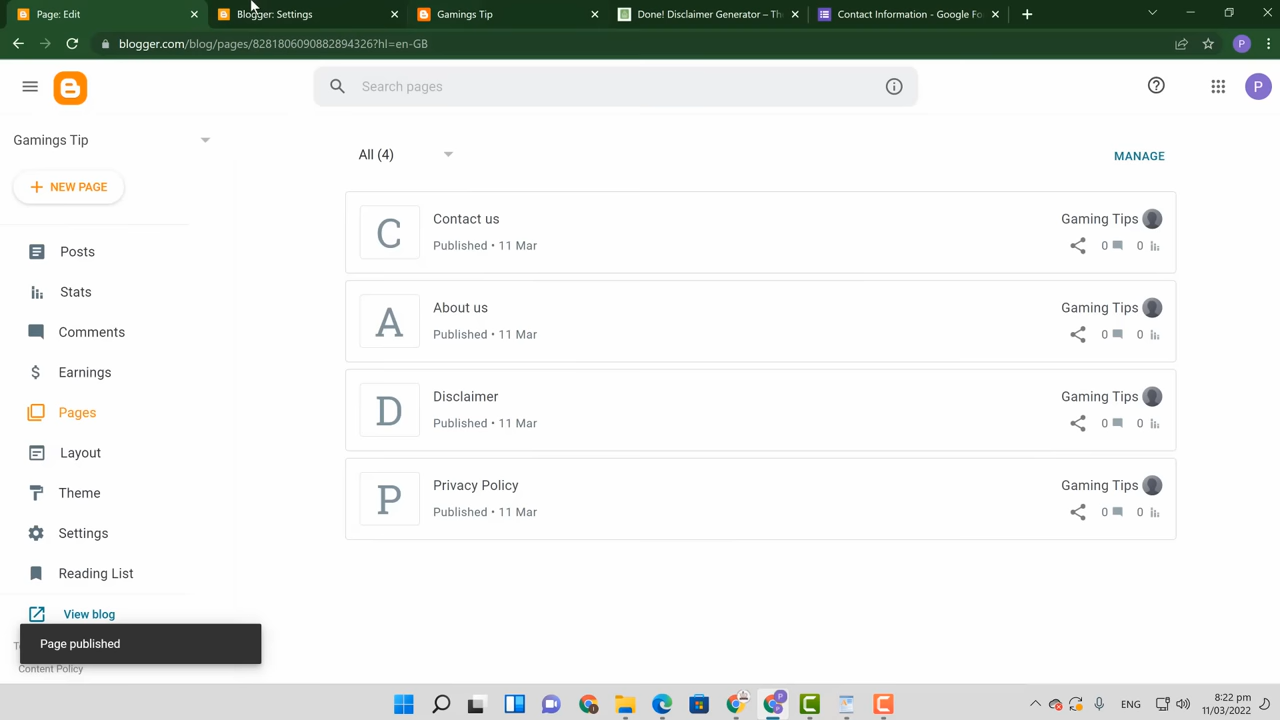 Page: Edit
Blogger: Settings
Gamings Tip
Done! Disclaimer Generator – The
Contact Information - Google Fo
blogger.com/blog/pages/8281806090882894326?hl=en-GB
P
Search pages
P
Gamings Tip
NEW PAGE
All (4)
MANAGE
Posts
Stats
Comments
Earnings
Pages
Layout
Theme
Settings
Reading List
View blog
C
Contact us
Published • 11 Mar
Gaming Tips
0
0
A
About us
Published • 11 Mar
Gaming Tips
0
0
D
Disclaimer
Published • 11 Mar
Gaming Tips
0
0
P
Privacy Policy
Published • 11 Mar
Gaming Tips
0
0
Page published
Content Policy
ENG
8:22 pm
11/03/2022